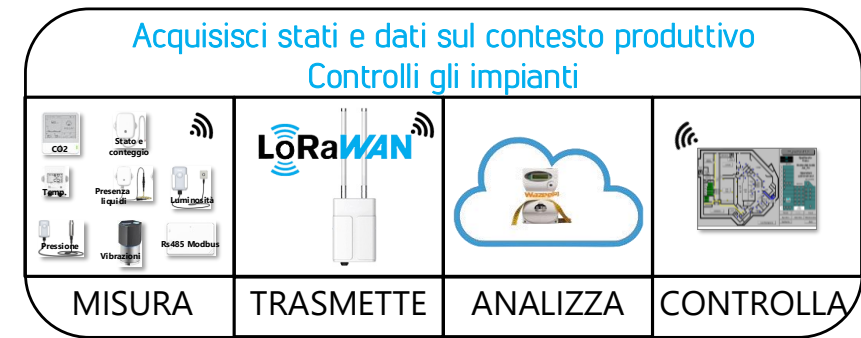 Acquisisci stati e dati sul contesto produttivo
Controlli gli impianti
CO2
Stato e
conteggio
Temp.
Presenza
liquidi
Luminosità
Pressione
Vibrazioni
Rs485 Modbus
LoRaWAN
MISURA
TRASMETTE
ANALIZZA
CONTROLLA